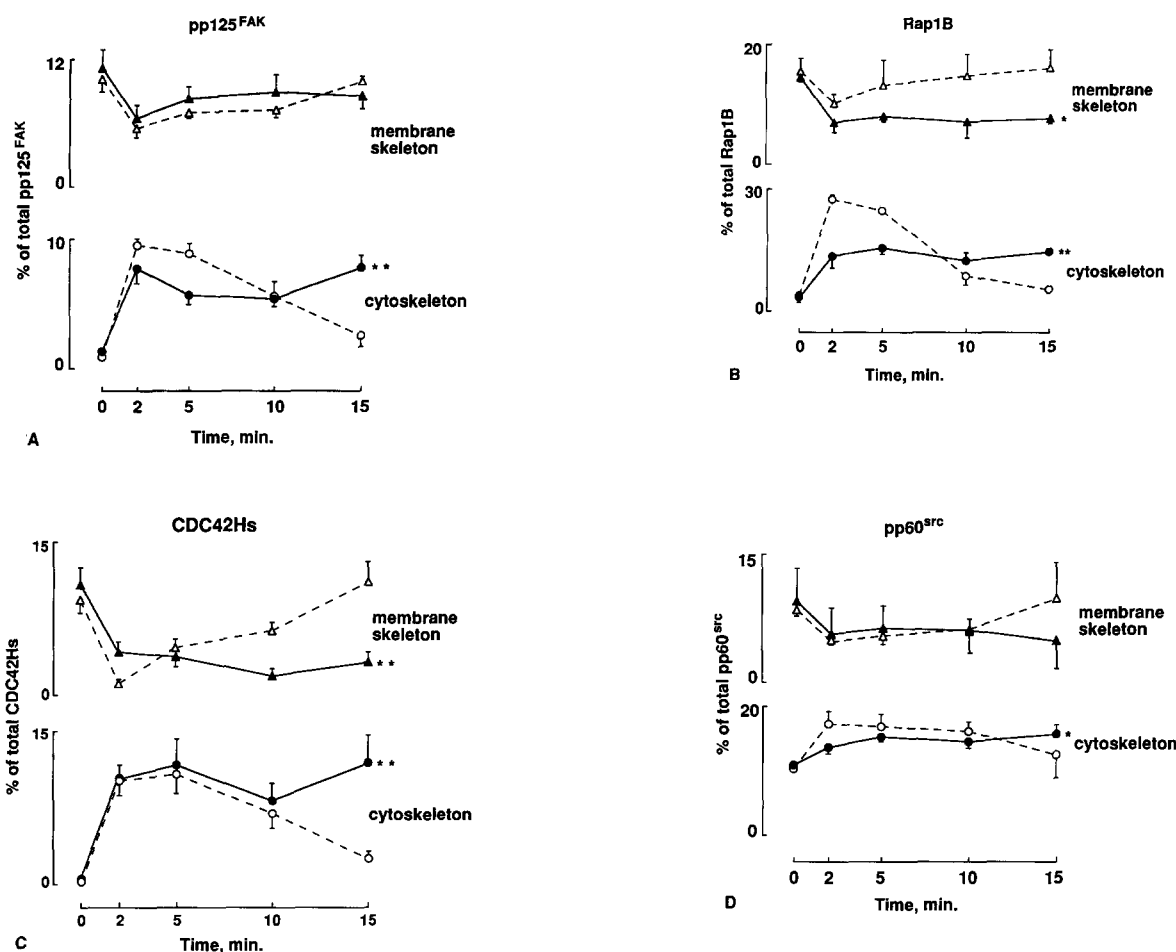 pp125FAK
12
0
% of total pp125FAK
membrane
skeleton
10
0
**
cytoskeleton
0 2 5 10 15
Time, min.
A
Rap1B
20
0
% of total Rap1B
membrane
skeleton
*
30
0
**
cytoskeleton
0 2 5 10 15
Time, min.
B
CDC42Hs
15
0
% of total CDC42Hs
membrane
skeleton
**
15
0
**
cytoskeleton
0 2 5 10 15
Time, min.
C
pp60src
15
0
% of total pp60src
membrane
skeleton
20
0
*
cytoskeleton
0 2 5 10 15
Time, min.
D